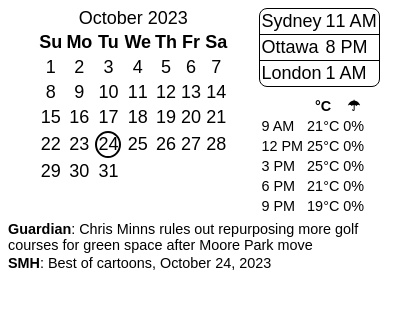 October 2023
Su Mo Tu We Th Fr Sa
1 2 3 4 5 6 7
8 9 10 11 12 13 14
15 16 17 18 19 20 21
22 23 24 25 26 27 28
29 30 31
Sydney 11 AM
Ottawa 8 PM
London 1 AM
°C ☂
9 AM 21°C 0%
12 PM 25°C 0%
3 PM 25°C 0%
6 PM 21°C 0%
9 PM 19°C 0%
Guardian: Chris Minns rules out repurposing more golf
courses for green space after Moore Park move
SMH: Best of cartoons, October 24, 2023